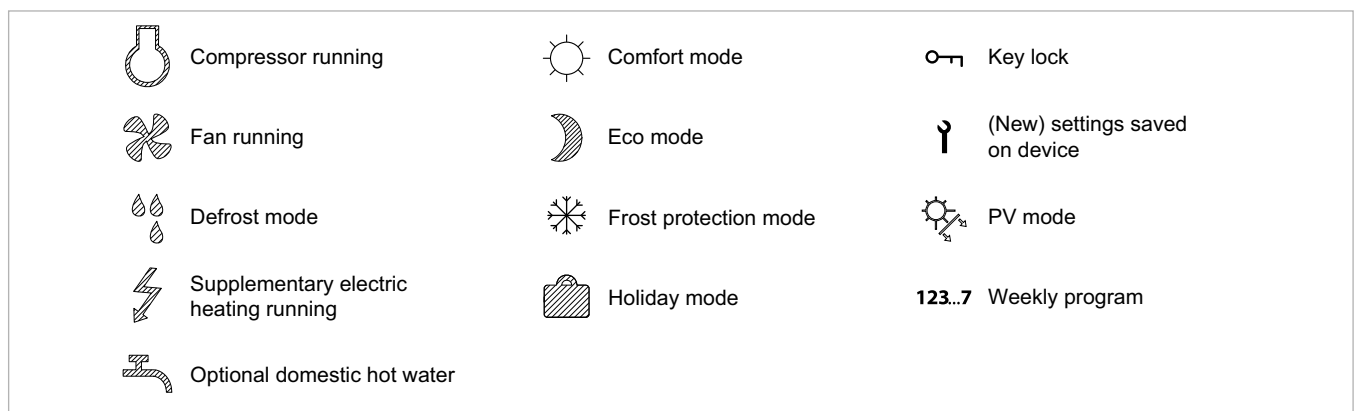 Compressor running
Comfort mode
Key lock
Fan running
Eco mode
(New) settings saved
on device
Defrost mode
Frost protection mode
PV mode
Supplementary electric
heating running
Holiday mode
123...7 Weekly program
Optional domestic hot water